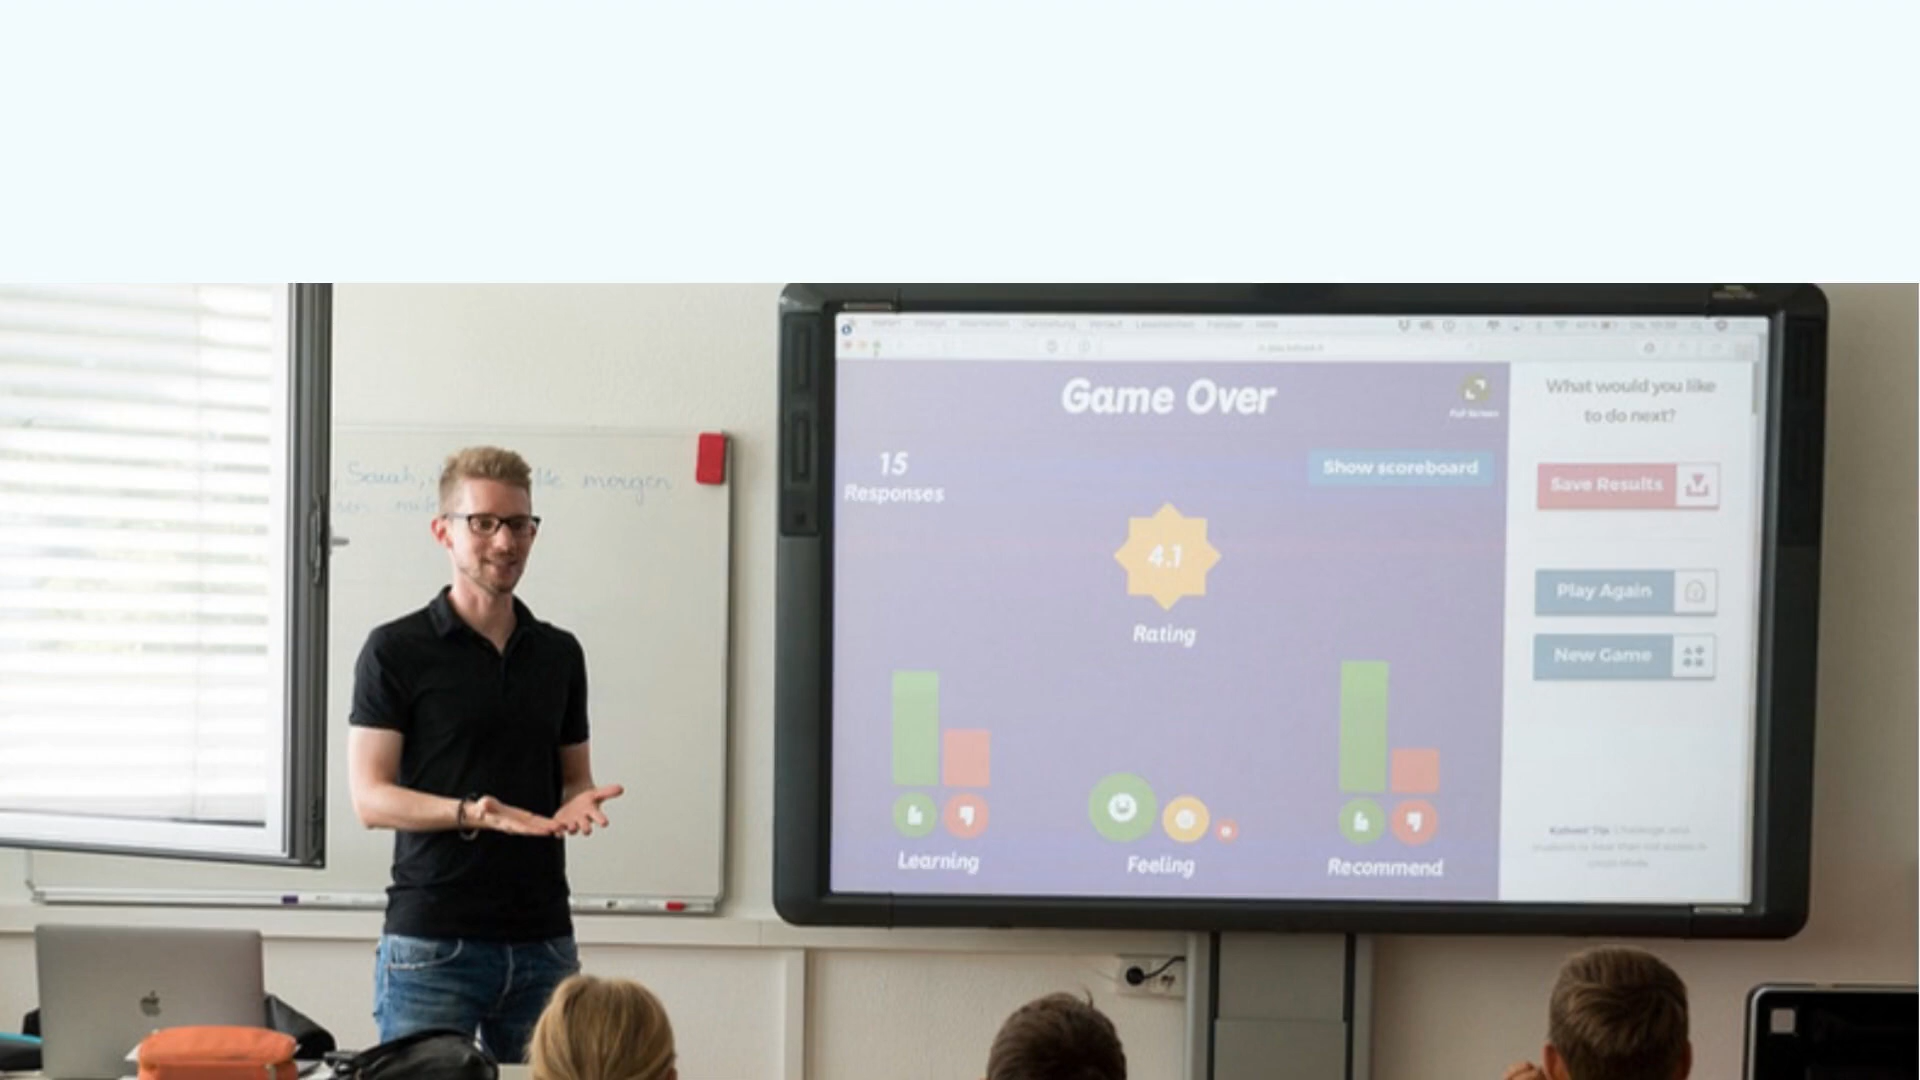 Sarah, morgen
Game Over
15
Responses
Show scoreboard
4.1
Rating
Learning
Feeling
Recommend
What would you like
to do next?
Save Results
Play Again
New Game